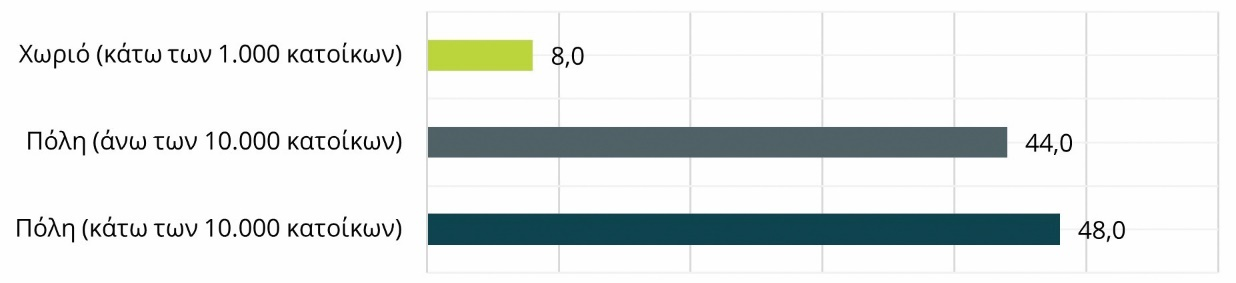 Χωριό (κάτω των 1.000 κατοίκων) 8,0
Πόλη (άνω των 10.000 κατοίκων) 44,0
Πόλη (κάτω των 10.000 κατοίκων) 48,0